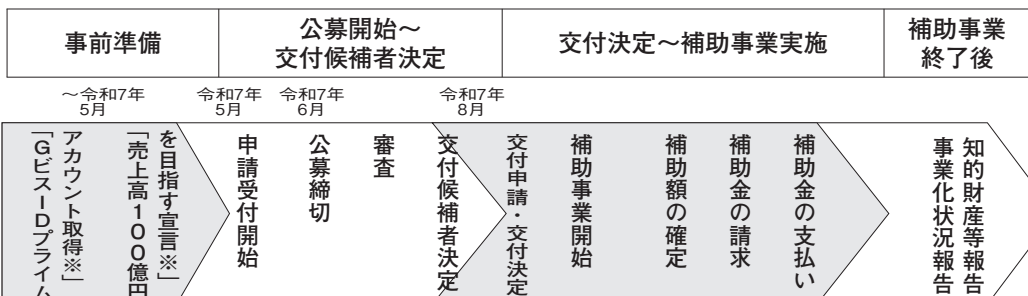 事前準備
公募開始～
交付候補者決定
交付決定～補助事業実施
補助事業
終了後
～令和7年
5月
令和7年
5月
令和7年
6月
令和7年
8月
「GビズーIDプライム
アカウント取得※」
「売上高100億円
を目指す宣言※」
申請受付開始
公募締切
審査
交付候補者決定
交付申請・交付決定
補助事業開始
補助額の確定
補助金の請求
補助金の支払い
事業化状況報告
知的財産等報告